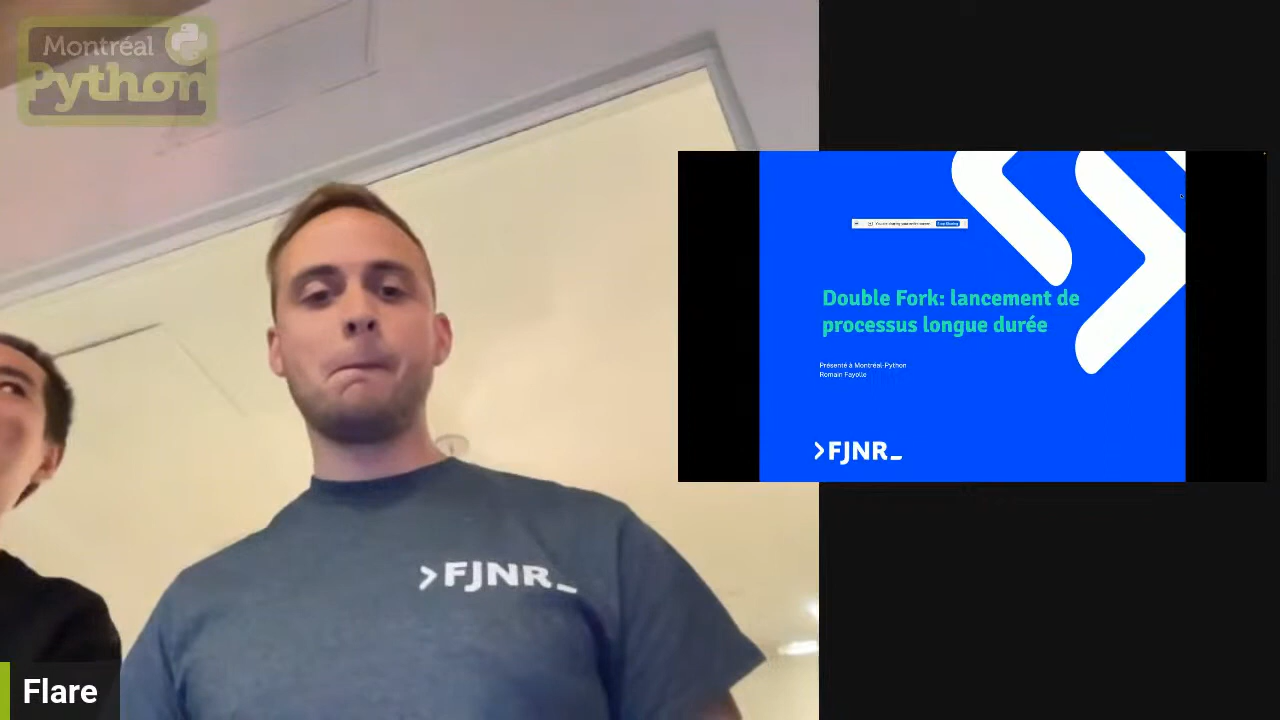 Montréal
Python
Double Fork: lancement de
processus longue durée
Présenté à Montréal-Python
Romain Fayolle
>FJNR_
>FJNR_
Flare